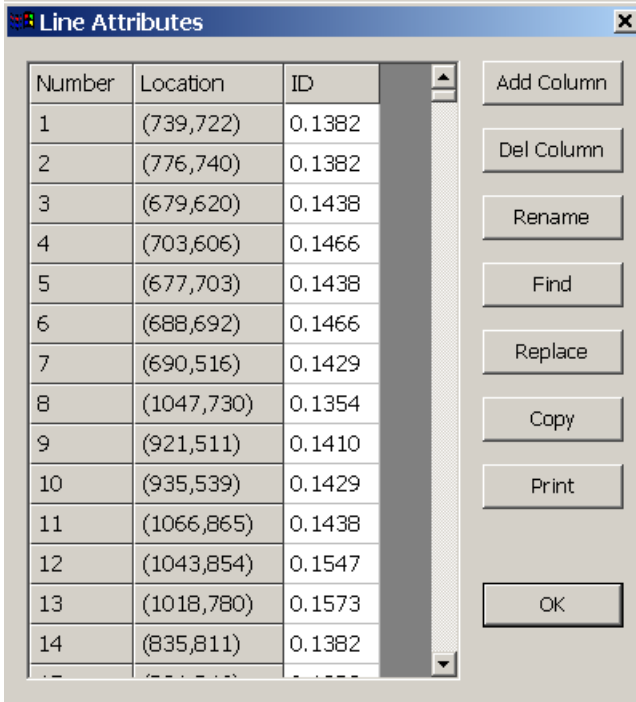 Line Attributes
Number Location ID
1 (739,722) 0.1382
2 (776,740) 0.1382
3 (679,620) 0.1438
4 (703,606) 0.1466
5 (677,703) 0.1438
6 (688,692) 0.1466
7 (690,516) 0.1429
8 (1047,730) 0.1354
9 (921,511) 0.1410
10 (935,539) 0.1429
11 (1066,865) 0.1438
12 (1043,854) 0.1547
13 (1018,780) 0.1573
14 (835,811) 0.1382
Add Column
Del Column
Rename
Find
Replace
Copy
Print
OK